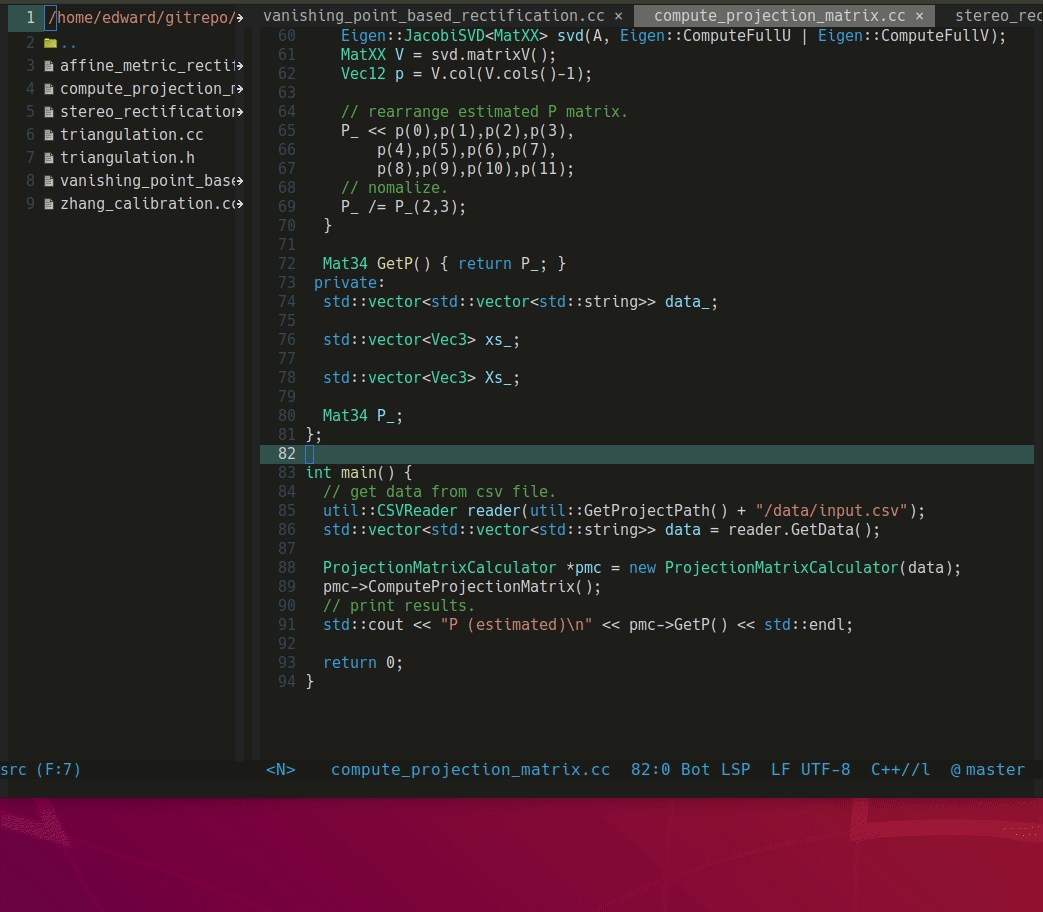 1 /home/edward/gitrepo/
2 ..
3 affine_metric_rectif
4 compute_projection_m
5 stereo_rectification
6 triangulation.cc
7 triangulation.h
8 vanishing_point_base
9 zhang_calibration.cc
src (F:7)
vanishing_point_based_rectification.cc × compute_projection_matrix.cc × stereo_rec
60 Eigen::JacobiSVD<MatXX> svd(A, Eigen::ComputeFullU | Eigen::ComputeFullV);
61 MatXX V = svd.matrixV();
62 Vec12 p = V.col(V.cols()-1);
63
64 // rearrange estimated P matrix.
65 P_ << p(0),p(1),p(2),p(3),
66 p(4),p(5),p(6),p(7),
67 p(8),p(9),p(10),p(11);
68 // nomalize.
69 P_ /= P_(2,3);
70 }
71
72 Mat34 GetP() { return P_; }
73 private:
74 std::vector<std::vector<std::string>> data_;
75
76 std::vector<Vec3> xs_;
77
78 std::vector<Vec3> Xs_;
79
80 Mat34 P_;
81 };
82
83 int main() {
84 // get data from csv file.
85 util::CSVReader reader(util::GetProjectPath() + "/data/input.csv");
86 std::vector<std::vector<std::string>> data = reader.GetData();
87
88 ProjectionMatrixCalculator *pmc = new ProjectionMatrixCalculator(data);
89 pmc->ComputeProjectionMatrix();
90 // print results.
91 std::cout << "P (estimated)\n" << pmc->GetP() << std::endl;
92
93 return 0;
94 }
<N> compute_projection_matrix.cc 82:0 Bot LSP LF UTF-8 C++//l @master